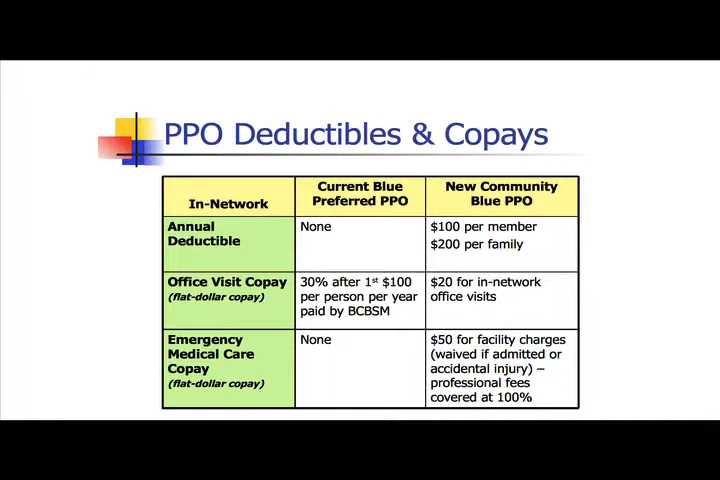 PPO Deductibles & Copays
In-Network
Current Blue
Preferred PPO
New Community
Blue PPO
Annual
Deductible
None
$100 per member
$200 per family
Office Visit Copay
(flat-dollar copay)
30% after 1st $100
per person per year
paid by BCBSM
$20 for in-network
office visits
Emergency
Medical Care
Copay
(flat-dollar copay)
None
$50 for facility charges
(waived if admitted or
accidental injury) –
professional fees
covered at 100%